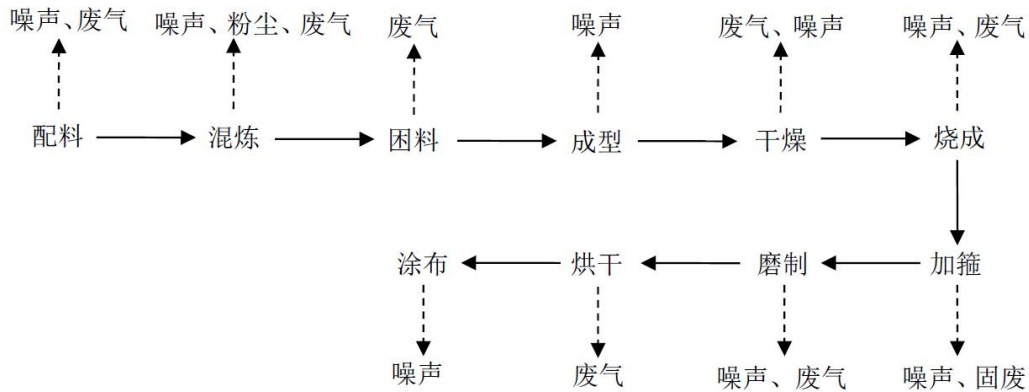 噪声、废气 噪声、粉尘、废气 废气 噪声 废气、噪声 噪声、废气
配料 混炼 困料 成型 干燥 烧成
涂布 烘干 磨制 加箍
噪声 废气 噪声、废气 噪声、固废